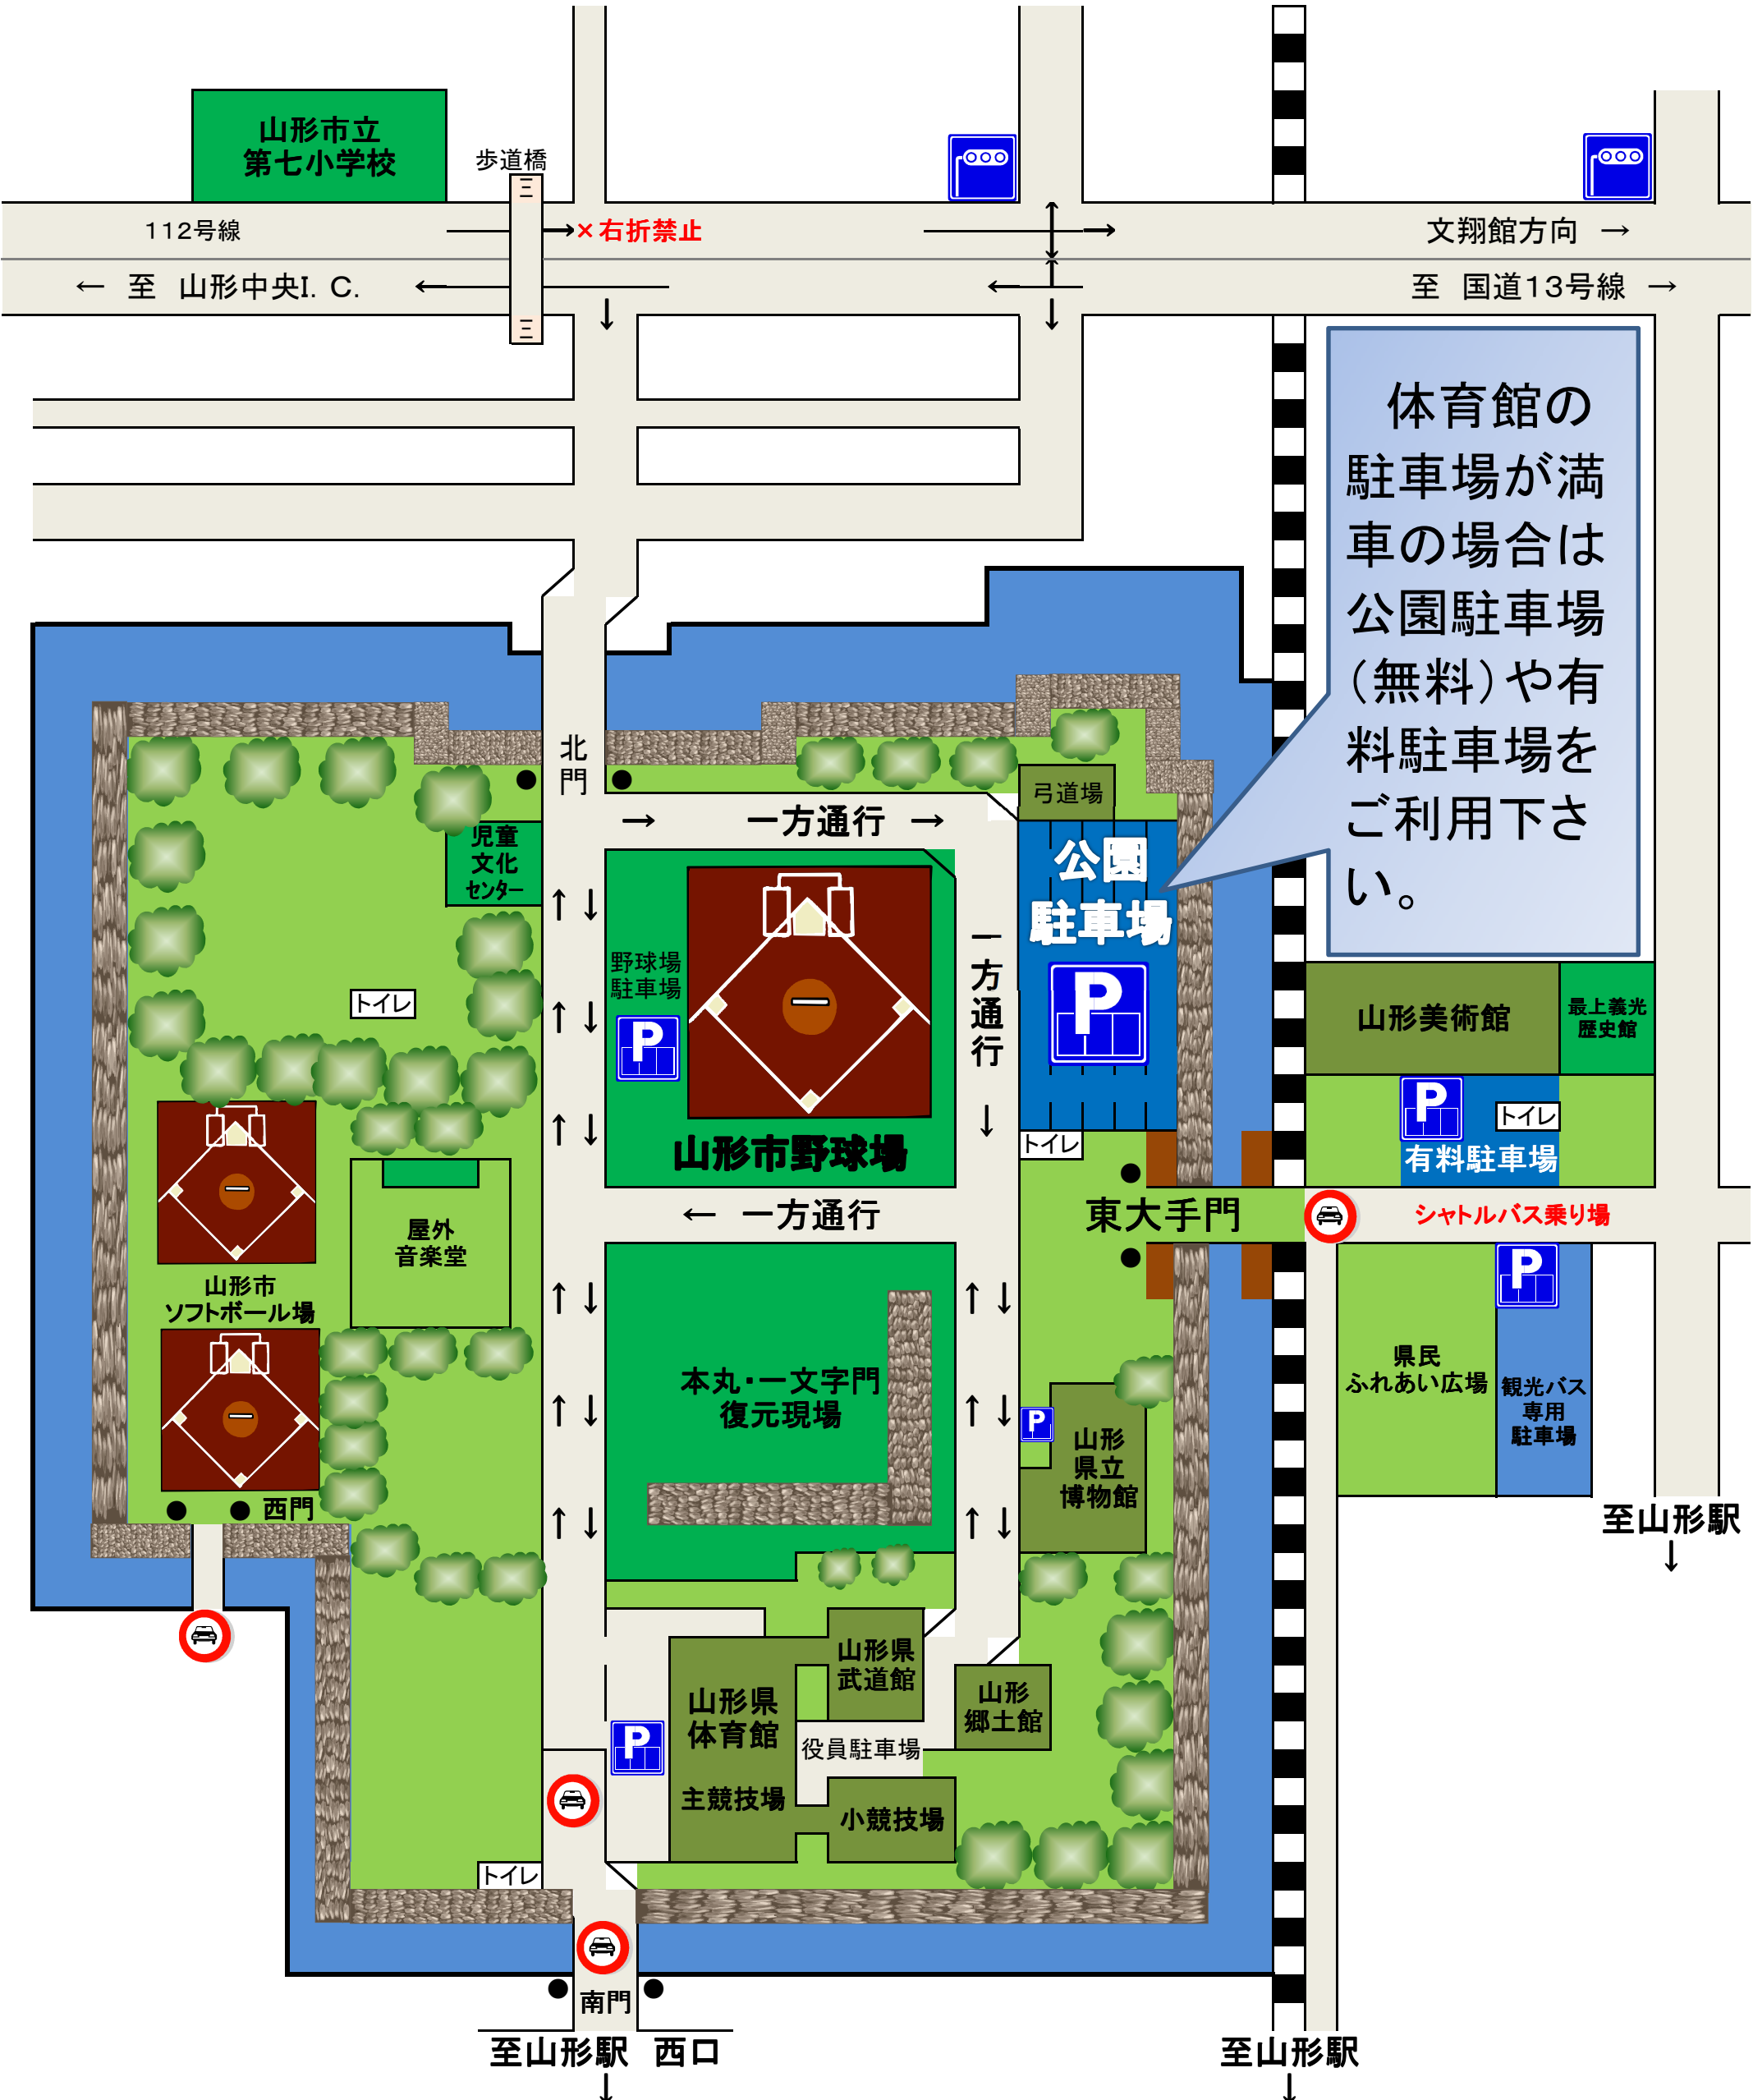 山形市立
第七小学校
歩道橋
112号線
×右折禁止
文翔館方向 →
← 至 山形中央I. C.
至 国道13号線 →
体育館の
駐車場が満
車の場合は
公園駐車場
(無料)や有
料駐車場を
ご利用下さ
い。
北
門
弓道場
→ 一方通行 →
児童
文化
センター
公園
駐車場
P
一方通行
野球場
駐車場
P
トイレ
山形美術館
最上義光
歴史館
P
トイレ
有料駐車場
山形市野球場
トイレ
← 一方通行
東大手門
シャトルバス乗り場
屋外
音楽堂
山形市
ソフトボール場
P
県民
ふれあい広場
観光バス
専用
駐車場
本丸・一文字門
復元現場
P
山形
県立
博物館
西門
至山形駅
↓
山形県
武道館
山形県
体育館
主競技場
山形
郷土館
P
役員駐車場
小競技場
トイレ
南門
至山形駅 西口
↓
至山形駅
↓